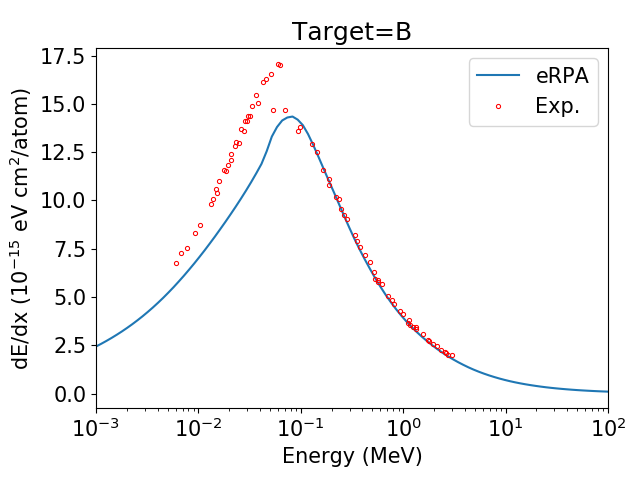 Target=B
dE/dx (10⁻¹⁵ eV cm²/atom)
17.5
15.0
12.5
10.0
7.5
5.0
2.5
0.0
eRPA
Exp.
10⁻³ 10⁻² 10⁻¹ 10⁰ 10¹ 10²
Energy (MeV)